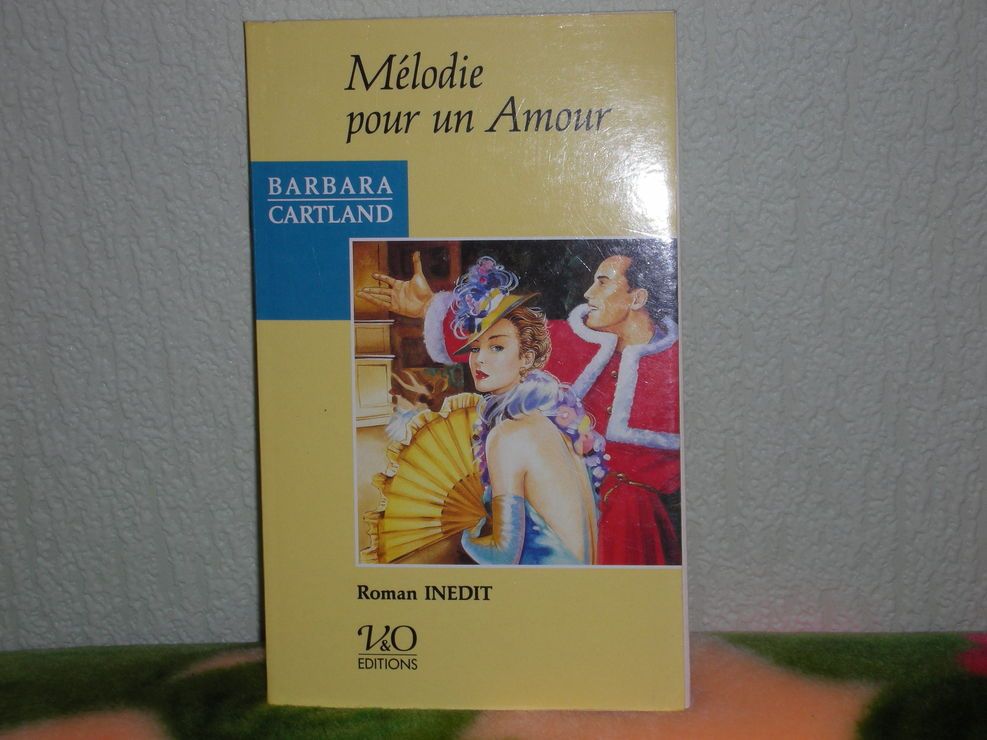 Mélodie
pour un Amour
BARBARA
CARTLAND
Roman INEDIT
V&O
EDITIONS